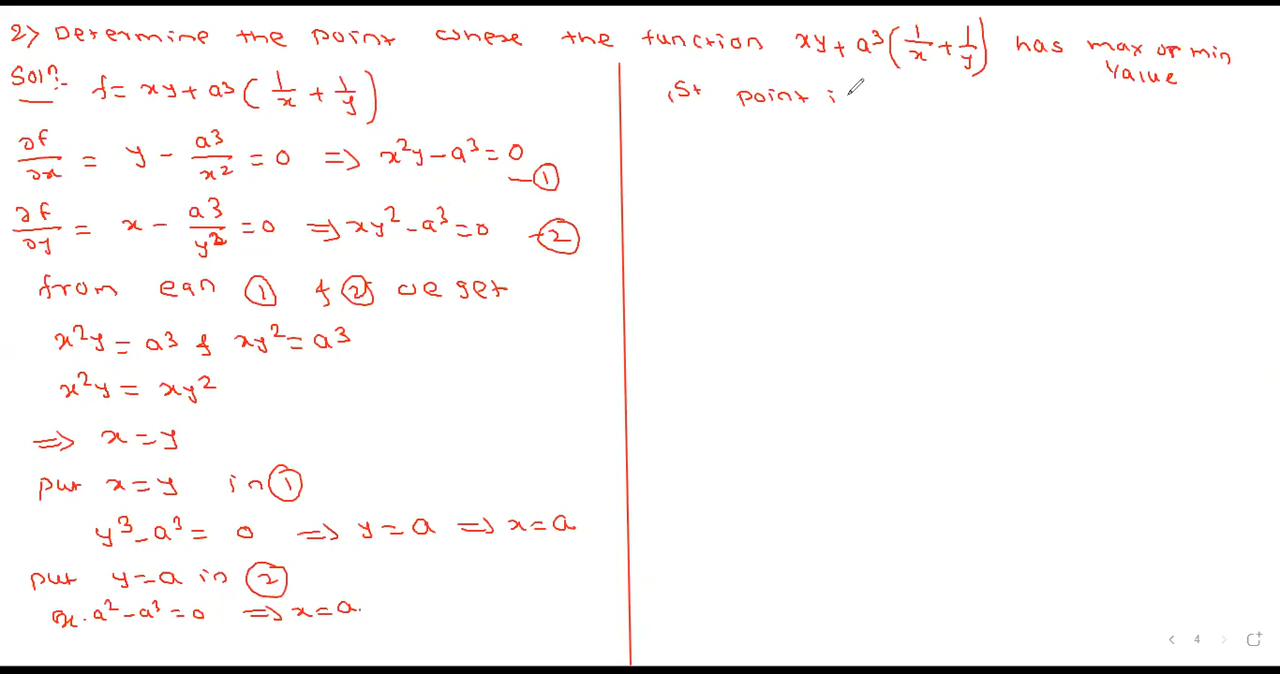 2) Determine the point where the function xy + a³(1/x + 1/y) has max or min value
Solⁿ:- f = xy + a³(1/x + 1/y)
∂f/∂x = y - a³/x² = 0 ⇒ x²y - a³ = 0 —①
∂f/∂y = x - a³/y² = 0 ⇒ xy² - a³ = 0 —②
from eqn ① & ② we get
x²y = a³ & xy² = a³
x²y = xy²
⇒ x = y
put x = y in ①
y³ - a³ = 0 ⇒ y = a ⇒ x = a
put y = a in ②
x·a² - a³ = 0 ⇒ x = a.
St point i
< 4 >